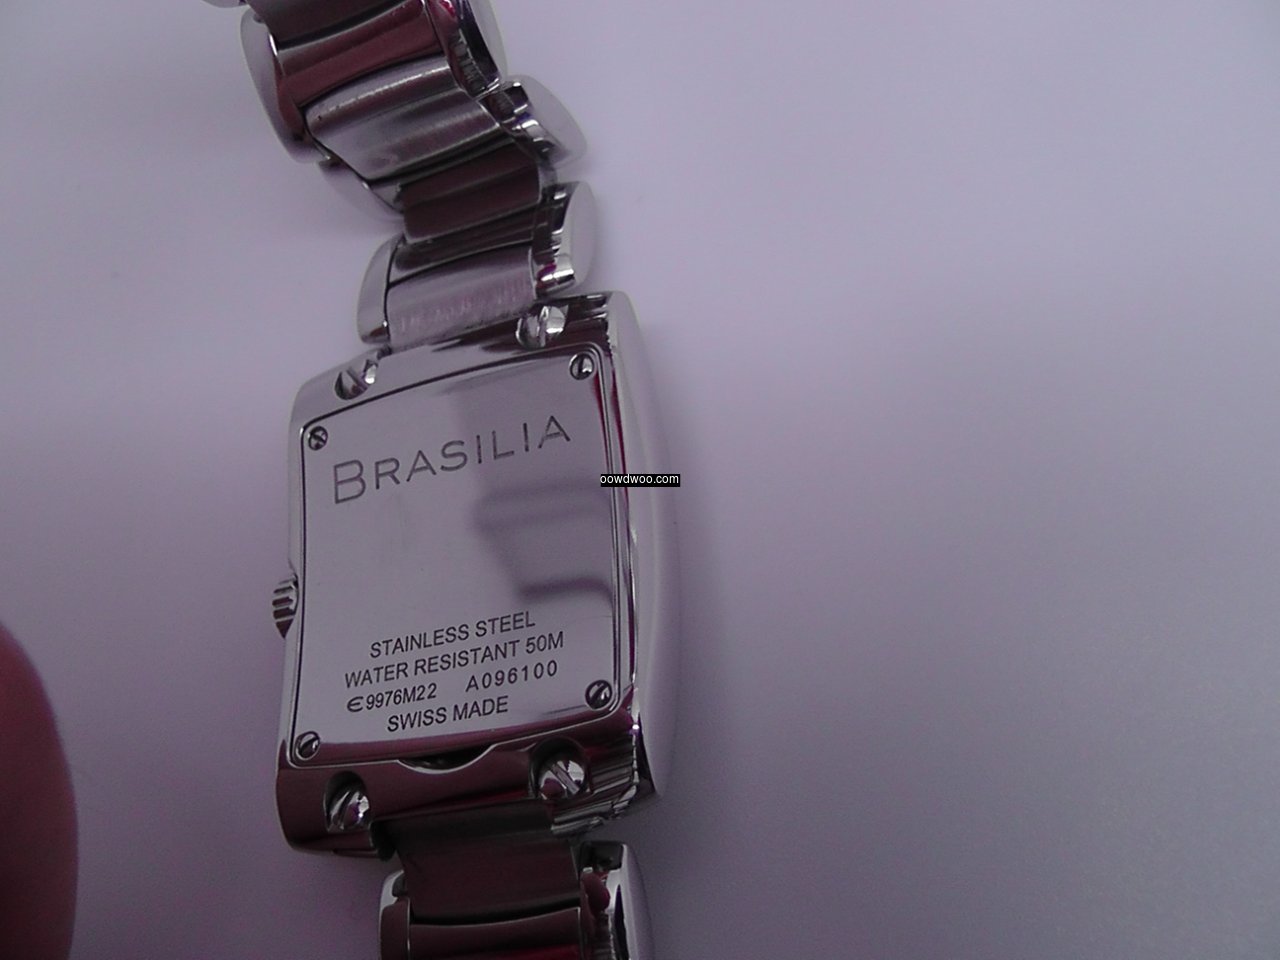 BRASILIA
oowdwoo.com
STAINLESS STEEL
WATER RESISTANT 50M
€9976M22 A096100
SWISS MADE